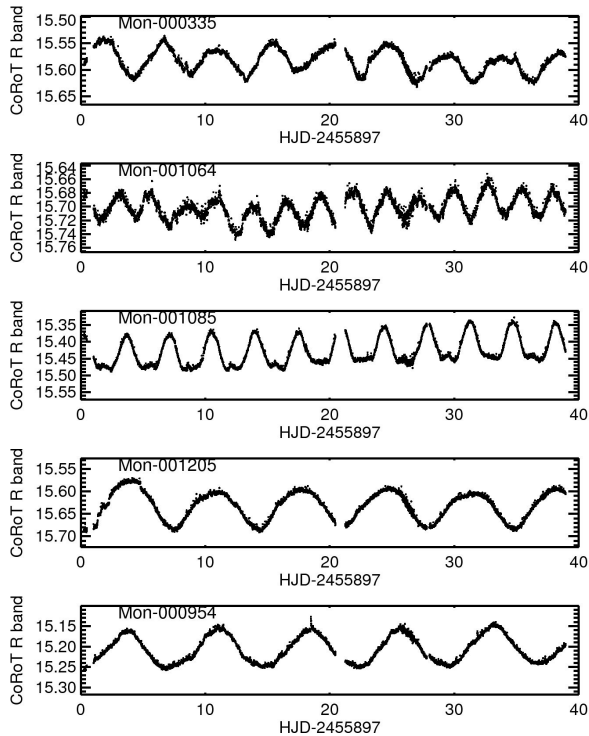 Mon-000335
15.50
15.55
15.60
15.65
CoRoT R band
0 10 20 30 40
HJD-2455897
Mon-001064
15.64
15.66
15.68
15.70
15.72
15.74
15.76
CoRoT R band
0 10 20 30 40
HJD-2455897
Mon-001085
15.35
15.40
15.45
15.50
15.55
CoRoT R band
0 10 20 30 40
HJD-2455897
Mon-001205
15.55
15.60
15.65
15.70
CoRoT R band
0 10 20 30 40
HJD-2455897
Mon-000954
15.15
15.20
15.25
15.30
CoRoT R band
0 10 20 30 40
HJD-2455897